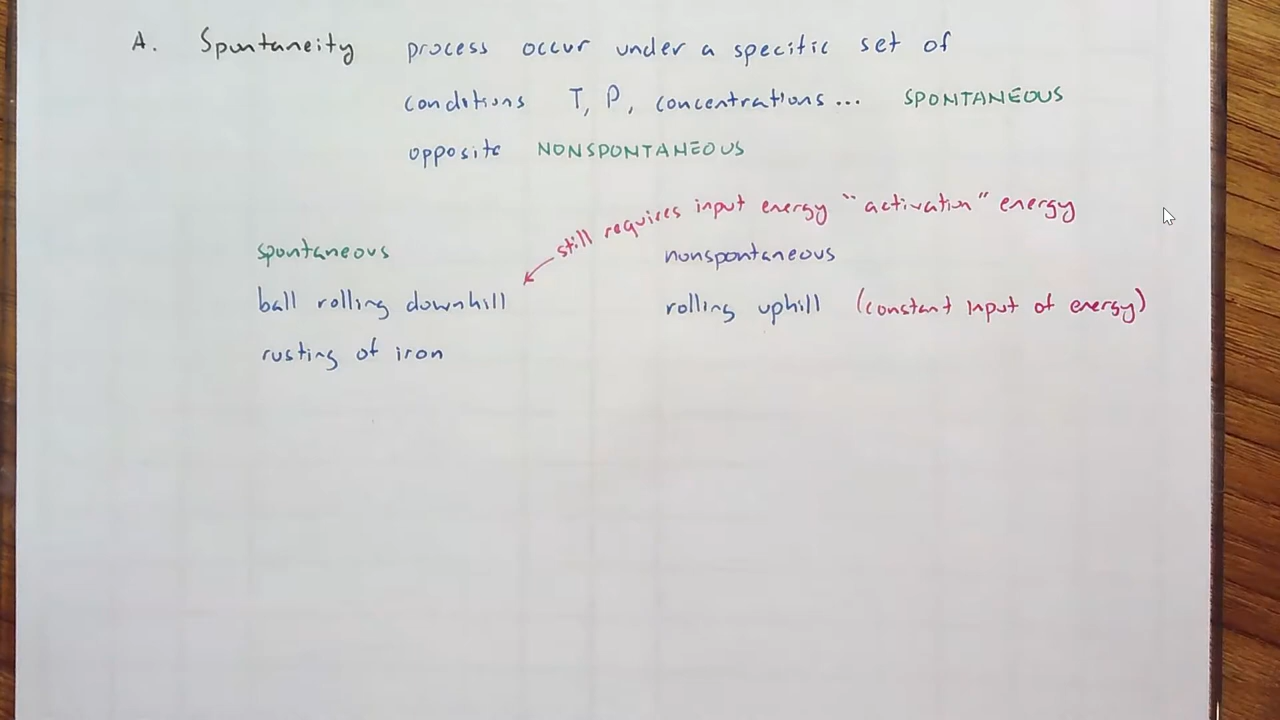 A. Spontaneity process occur under a specific set of
conditions T, P, concentrations... SPONTANEOUS
opposite NONSPONTANEOUS
still requires input energy "activation" energy
spontaneous nonspontaneous
ball rolling downhill rolling uphill (constant input of energy)
rusting of iron